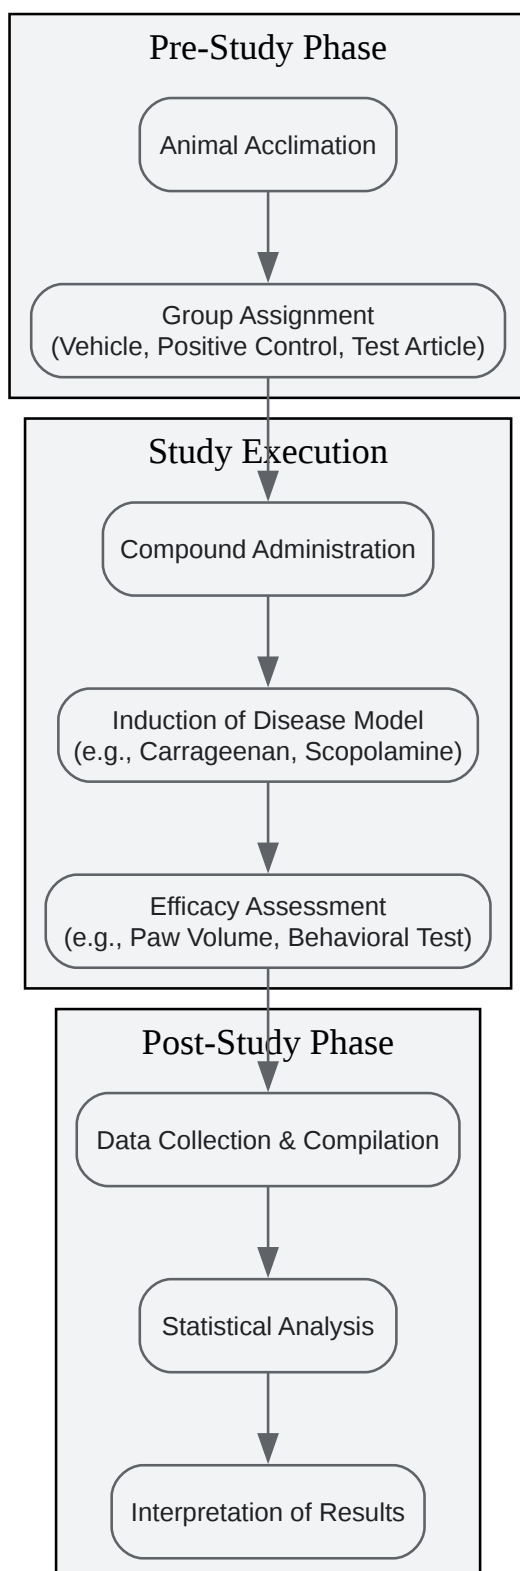 Pre-Study Phase
Animal Acclimation
Group Assignment
(Vehicle, Positive Control, Test Article)
Study Execution
Compound Administration
Induction of Disease Model
(e.g., Carrageenan, Scopolamine)
Efficacy Assessment
(e.g., Paw Volume, Behavioral Test)
Post-Study Phase
Data Collection & Compilation
Statistical Analysis
Interpretation of Results